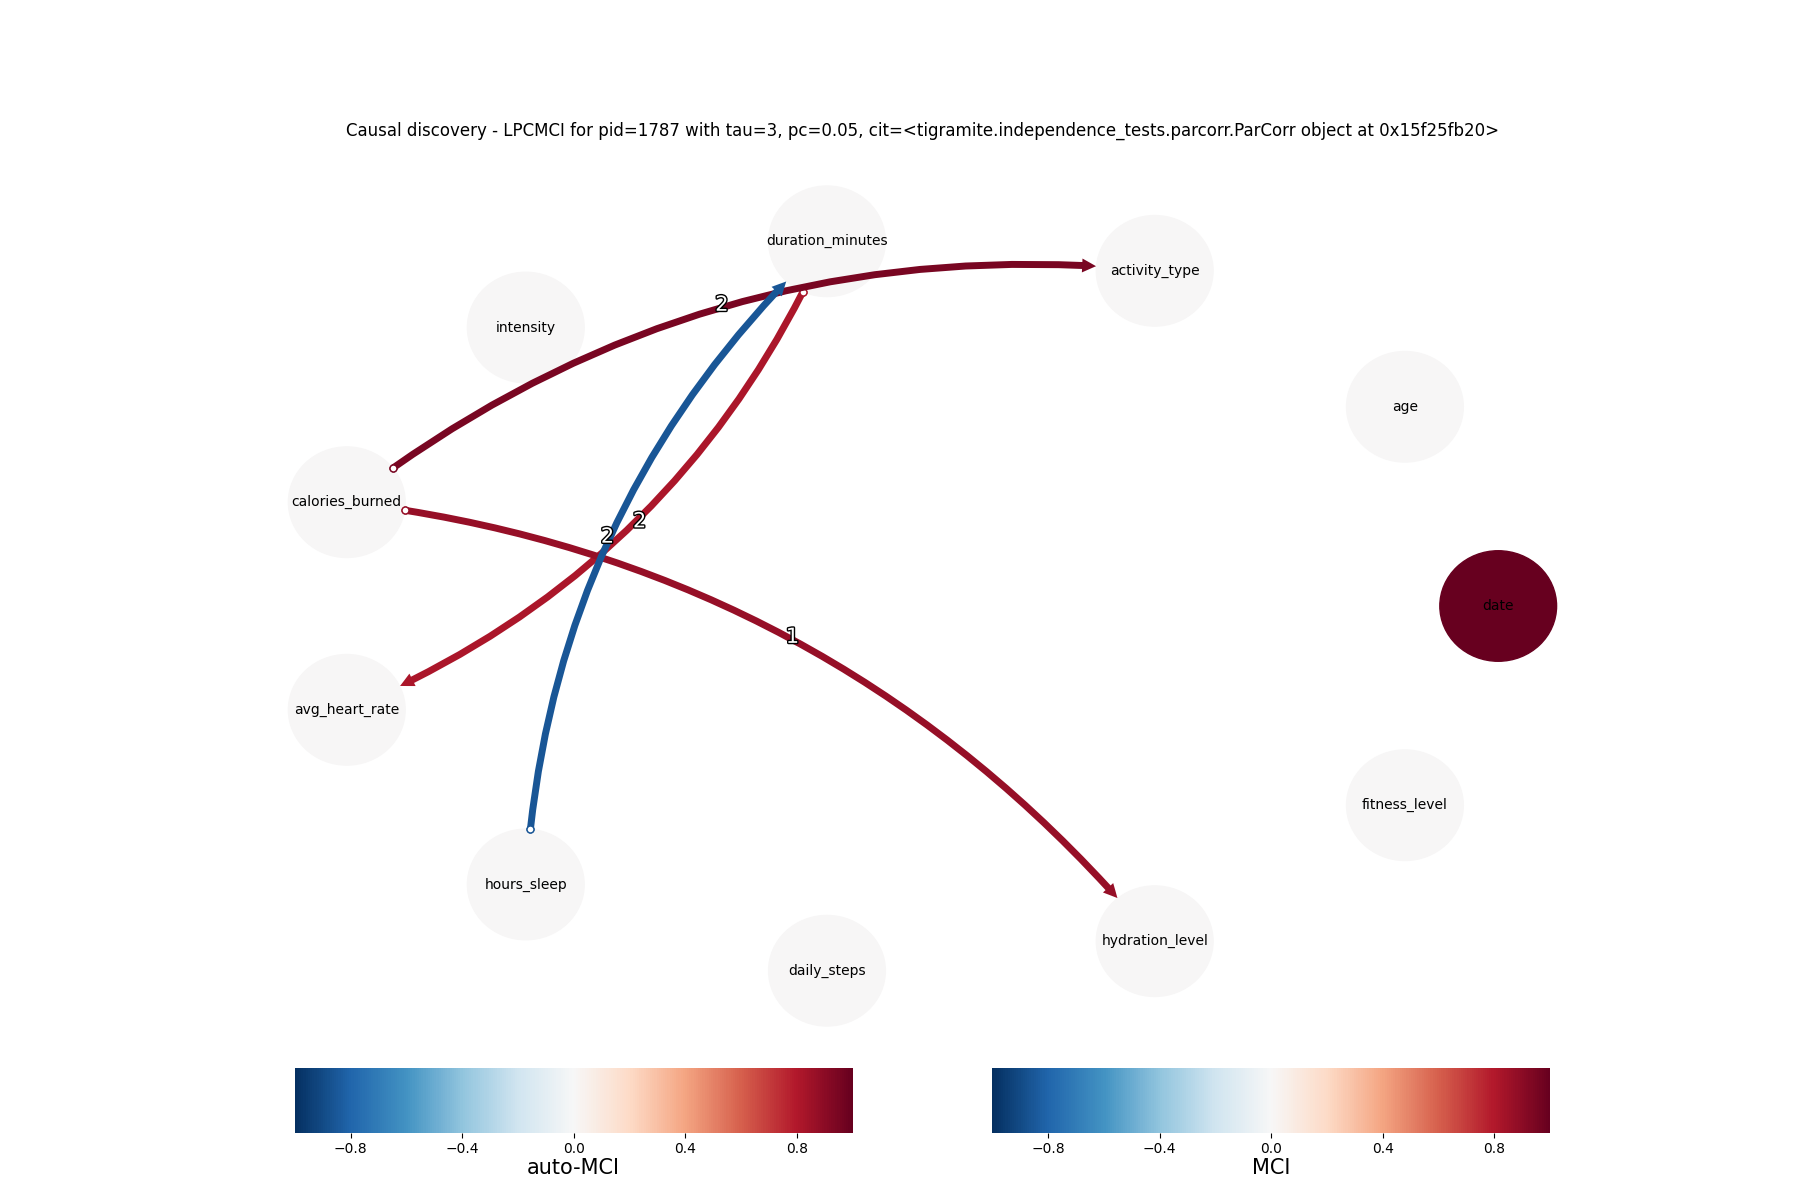 Causal discovery - LPCMCI for pid=1787 with tau=3, pc=0.05, cit=<tigramite.independence_tests.parcorr.ParCorr object at 0x15f25fb20>
duration_minutes
activity_type
2
intensity
age
calories_burned
2
2
date
1
avg_heart_rate
fitness_level
hours_sleep
hydration_level
daily_steps
−0.8 −0.4 0.0 0.4 0.8
auto-MCI
−0.8 −0.4 0.0 0.4 0.8
MCI